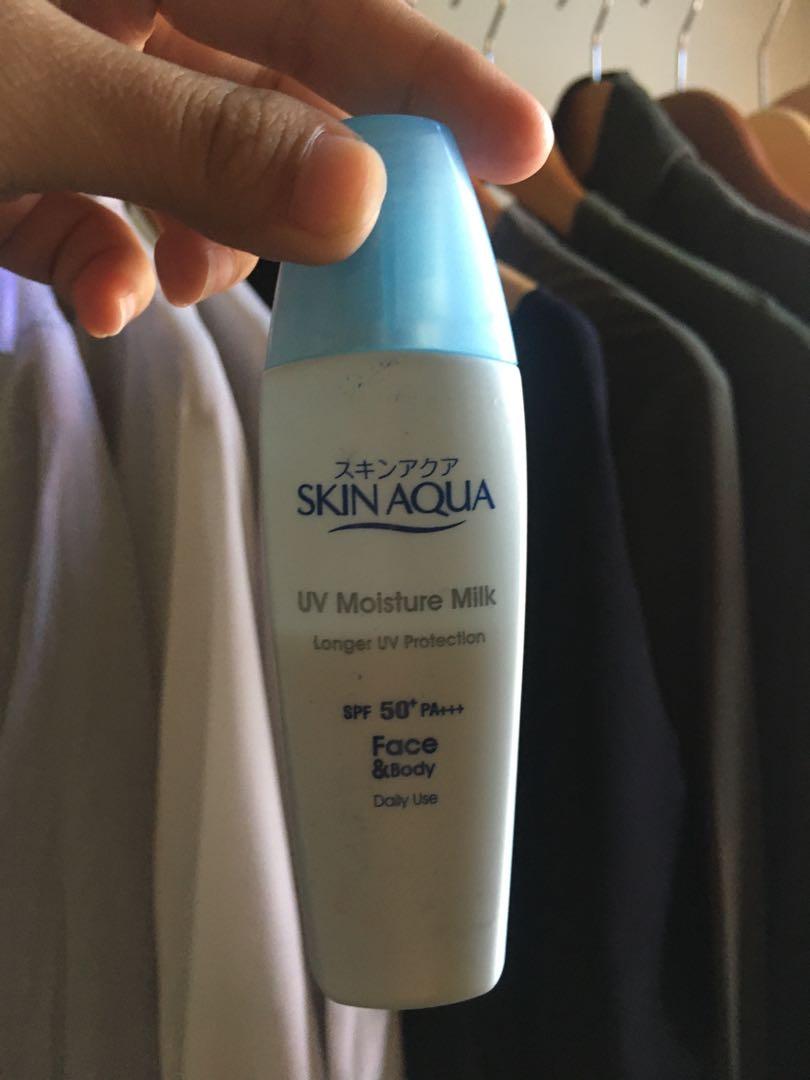 スキンアクア
SKIN AQUA
UV Moisture Milk
Longer UV Protection
SPF 50+ PA+++
Face
&Body
Daily Use